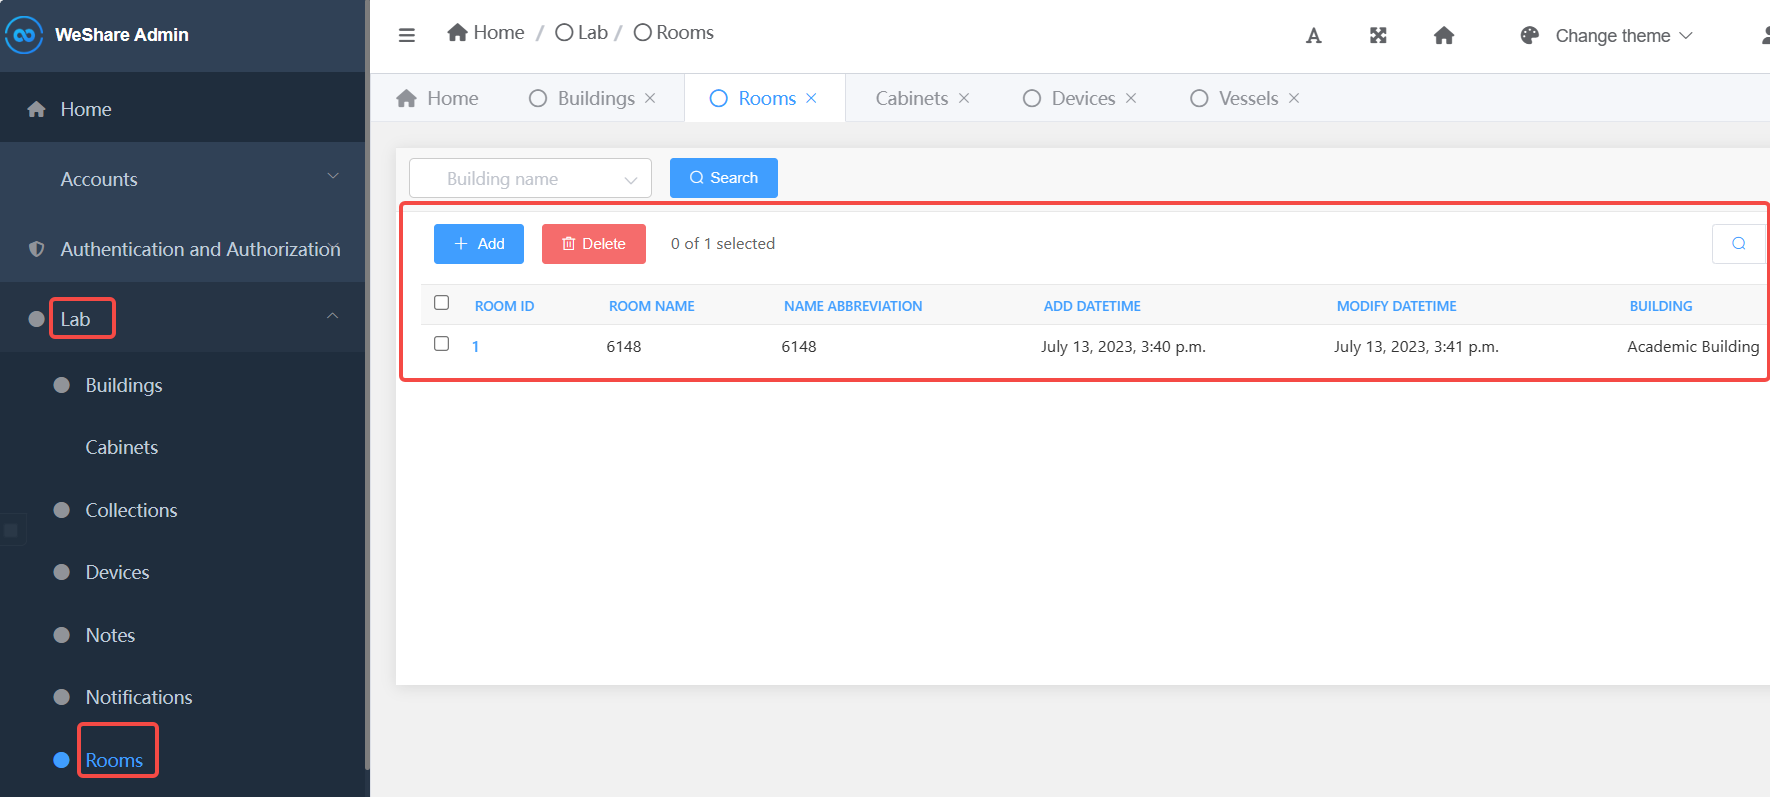 WeShare Admin
Home / Lab / Rooms
Change theme
Home
Buildings
Rooms
Cabinets
Devices
Vessels
Home
Accounts
Authentication and Authorization
Lab
Buildings
Cabinets
Collections
Devices
Notes
Notifications
Rooms
Building name
Search
Add
Delete
0 of 1 selected
ROOM ID ROOM NAME NAME ABBREVIATION ADD DATETIME MODIFY DATETIME BUILDING
1 6148 6148 July 13, 2023, 3:40 p.m. July 13, 2023, 3:41 p.m. Academic Building